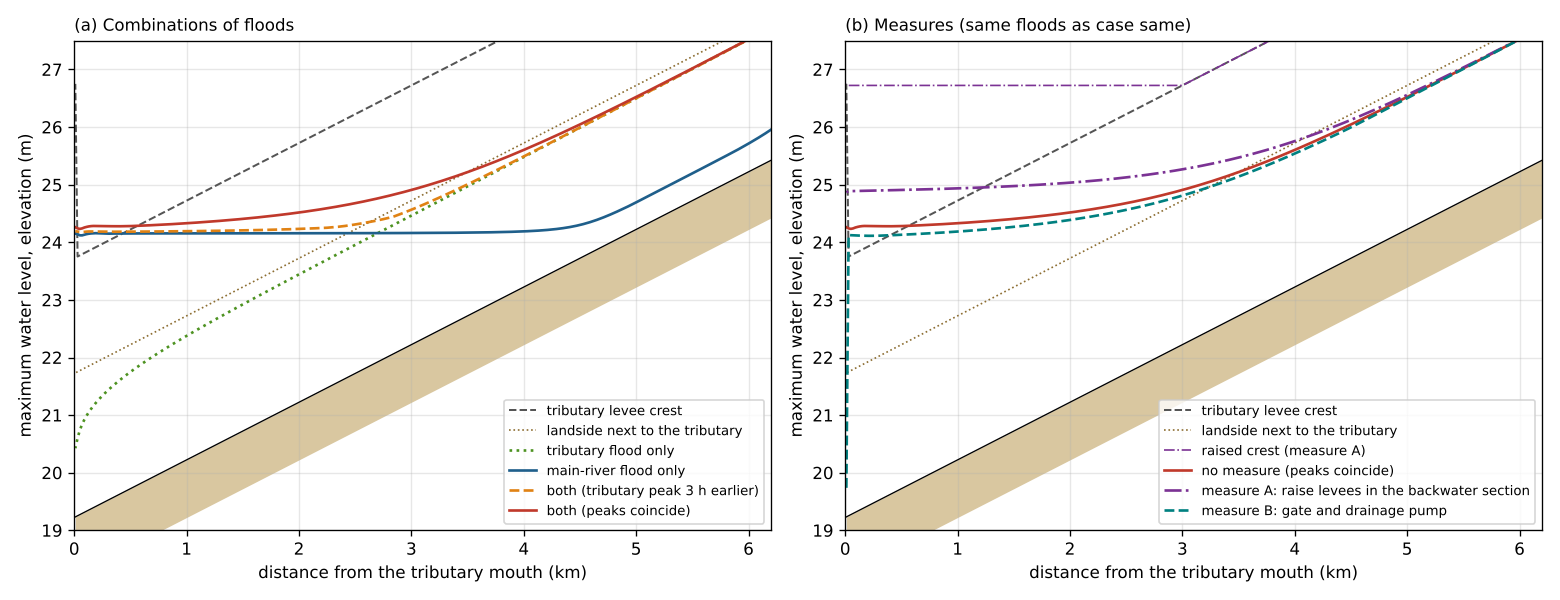 (a) Combinations of floods
maximum water level, elevation (m)
27
26
25
24
23
22
21
20
19
0
1
2
3
4
5
6
distance from the tributary mouth (km)
tributary levee crest
landside next to the tributary
tributary flood only
main-river flood only
both (tributary peak 3 h earlier)
both (peaks coincide)
(b) Measures (same floods as case same)
maximum water level, elevation (m)
27
26
25
24
23
22
21
20
19
0
1
2
3
4
5
6
distance from the tributary mouth (km)
tributary levee crest
landside next to the tributary
raised crest (measure A)
no measure (peaks coincide)
measure A: raise levees in the backwater section
measure B: gate and drainage pump